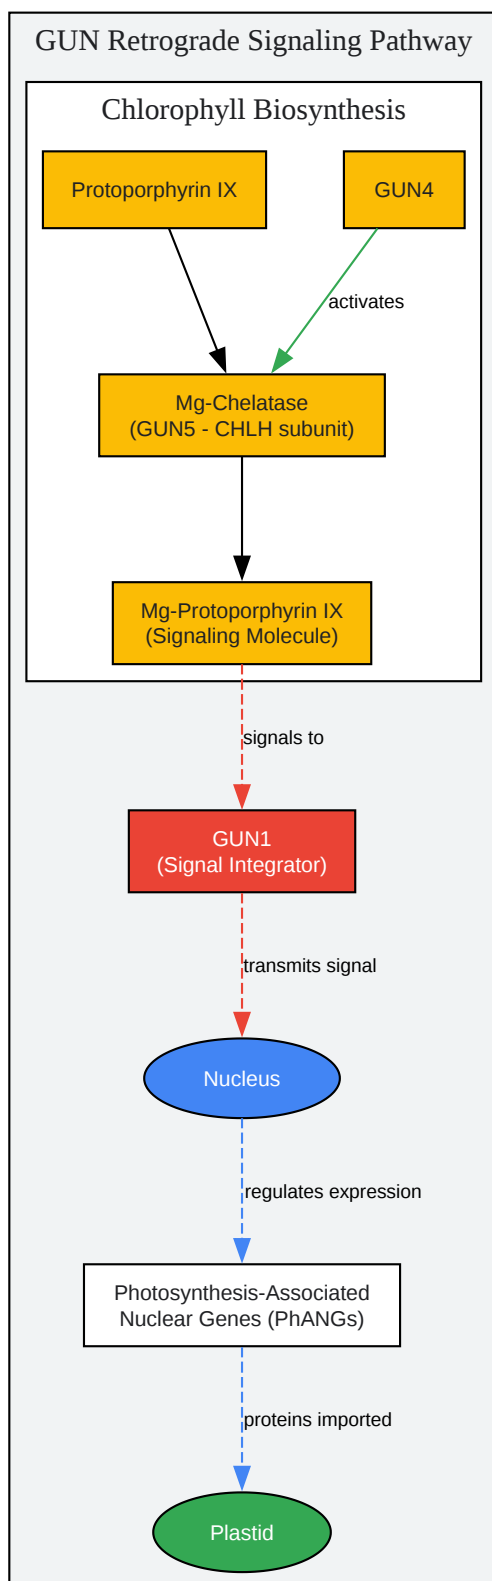 GUN Retrograde Signaling Pathway
Chlorophyll Biosynthesis
Protoporphyrin IX
GUN4
activates
Mg-Chelatase
(GUN5 - CHLH subunit)
Mg-Protoporphyrin IX
(Signaling Molecule)
signals to
GUN1
(Signal Integrator)
transmits signal
Nucleus
regulates expression
Photosynthesis-Associated
Nuclear Genes (PhANGs)
proteins imported
Plastid